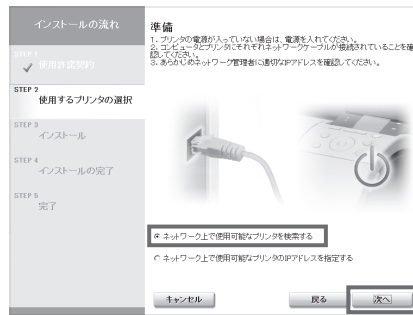 インストールの流れ
STEP 1
使用許諾契約
STEP 2
使用するプリンタの選択
STEP 3
インストール
STEP 4
インストールの完了
STEP 5
完了
準備
1. プリンタの電源が入っていない場合は、電源を入れてください。
2. コンピュータとプリンタにそれぞれネットワークケーブルが接続されていることを確
認してください。
3. あらかじめネットワーク管理者に適切なIPアドレスを確認してください。
ネットワーク上で使用可能なプリンタを検索する
ネットワーク上で使用可能なプリンタのIPアドレスを指定する
キャンセル
戻る
次へ